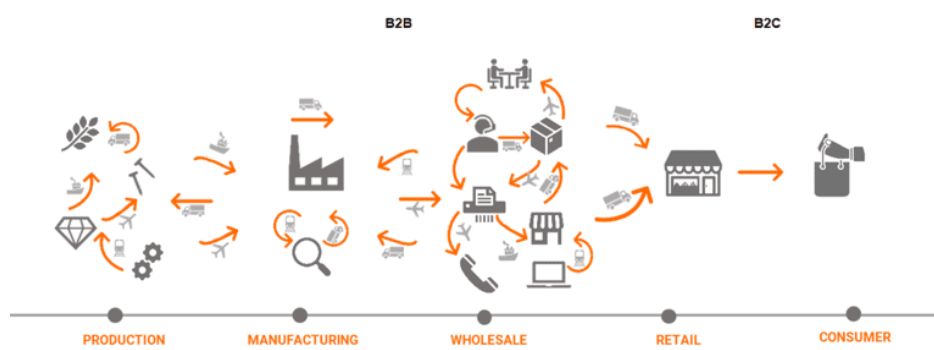 B2B
B2C
PRODUCTION
MANUFACTURING
WHOLESALE
RETAIL
CONSUMER